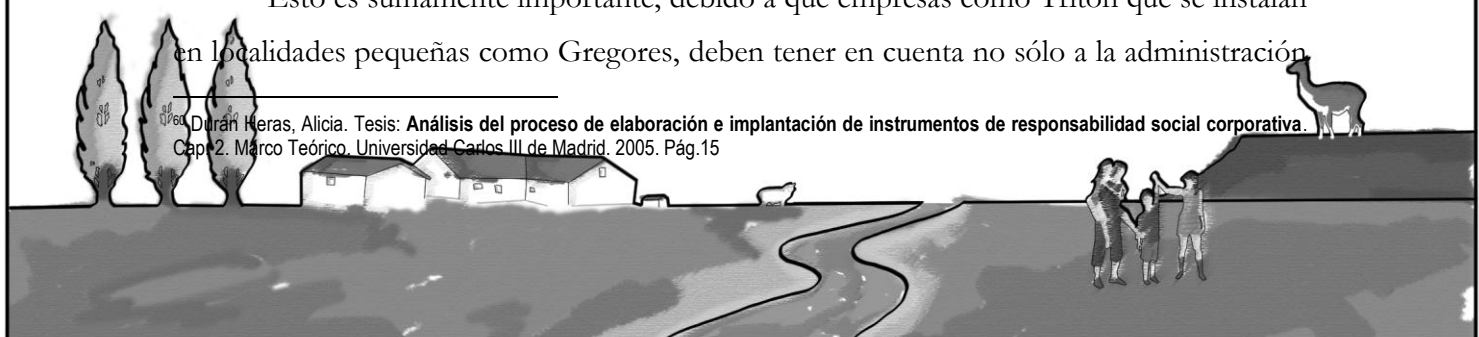 Esto es sumamente importante, debido a que empresas como Tritón que se instalan
en localidades pequeñas como Gregores, deben tener en cuenta no sólo a la administración
60 Durán Heras, Alicia. Tesis: Análisis del proceso de elaboración e implantación de instrumentos de responsabilidad social corporativa.
Cap. 2. Marco Teórico. Universidad Carlos III de Madrid. 2005. Pág.15